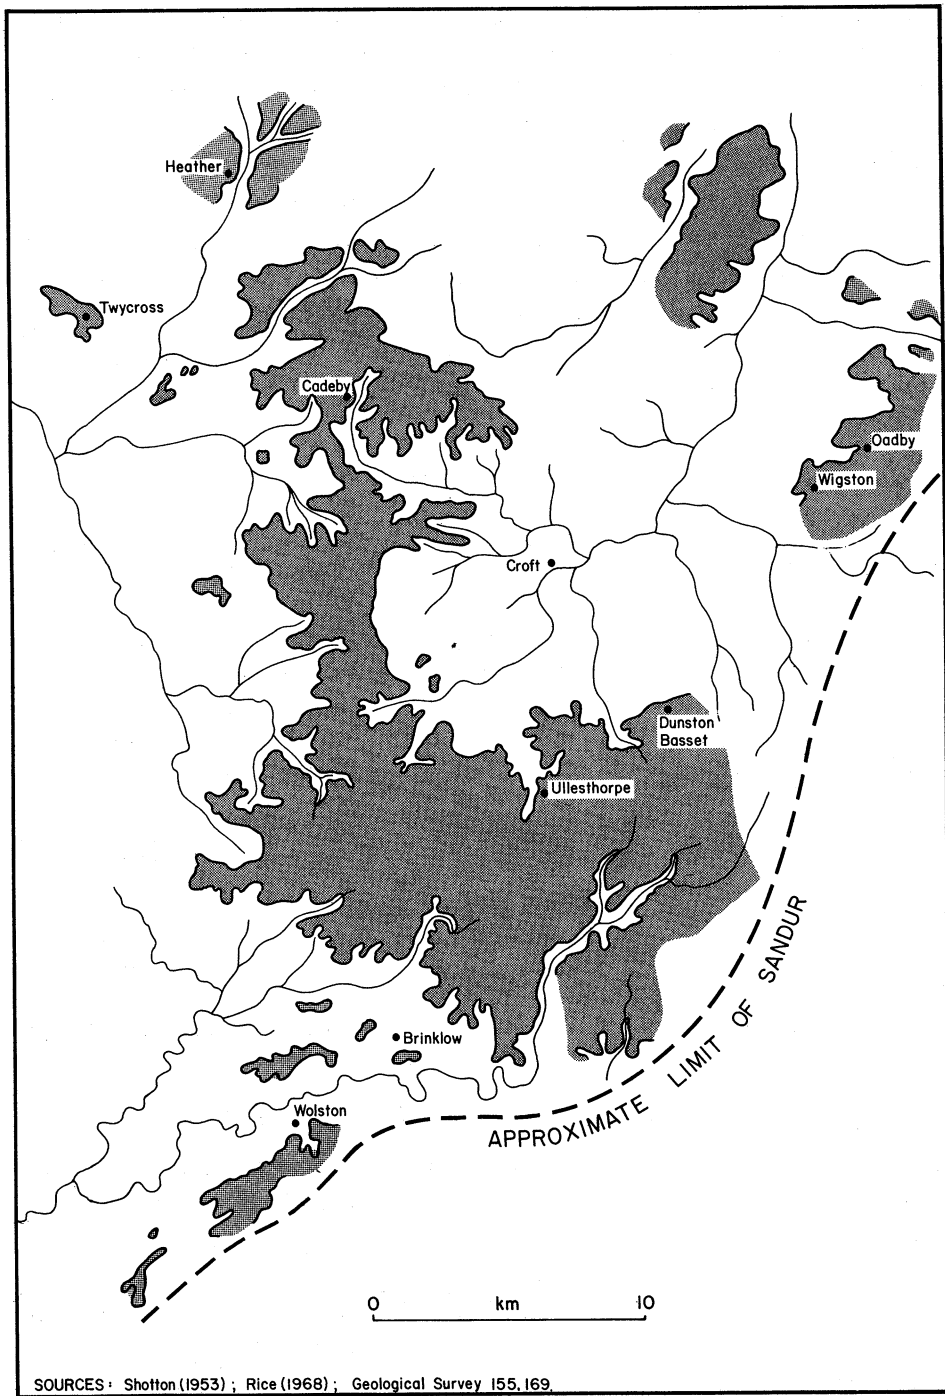 Heather
Twycross
Cadeby
Oadby
Wigston
Croft
Dunston
Basset
Ullesthorpe
APPROXIMATE LIMIT OF SANDUR
Brinklow
Wolston
0 km 10
SOURCES: Shotton (1953); Rice (1968); Geological Survey 155, 169.